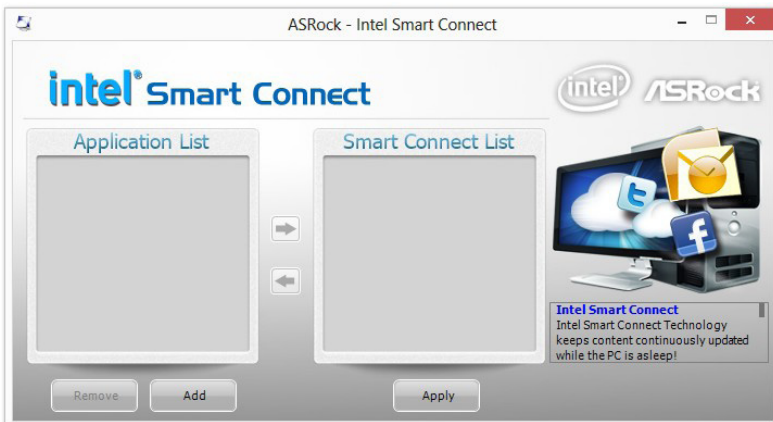 ASRock - Intel Smart Connect
intel® Smart Connect
intel® ASRock
Application List
Smart Connect List
Intel Smart Connect
Intel Smart Connect Technology
keeps content continuously updated
while the PC is asleep!
Remove
Add
Apply